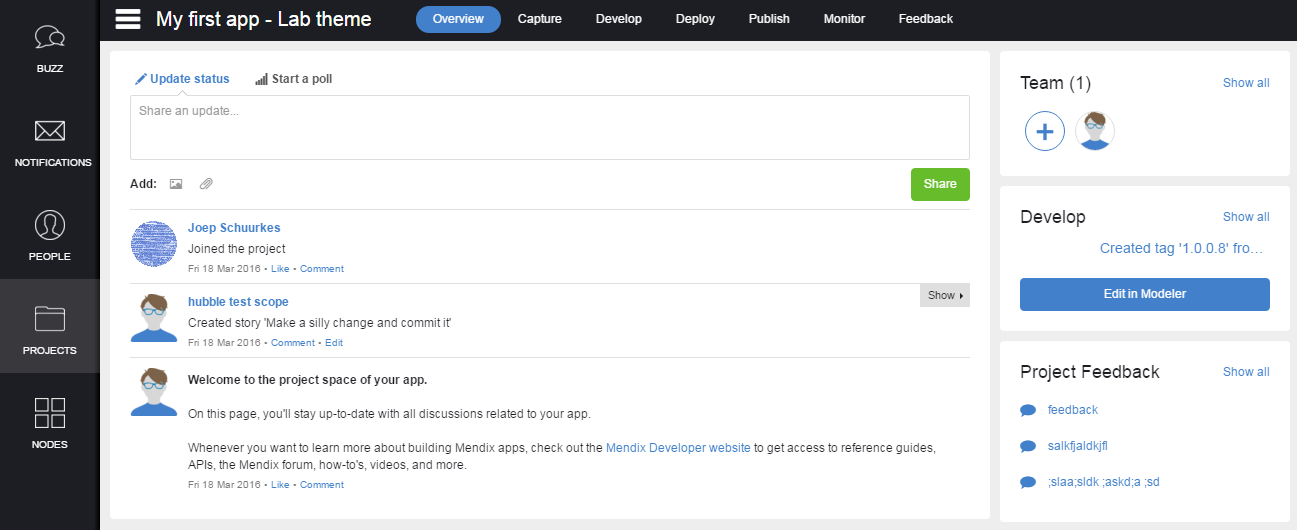 My first app - Lab theme
Overview
Capture
Develop
Deploy
Publish
Monitor
Feedback
BUZZ
NOTIFICATIONS
PEOPLE
PROJECTS
NODES
Update status
Start a poll
Share an update...
Add:
Share
Joep Schuurkes
Joined the project
Fri 18 Mar 2016 • Like • Comment
hubble test scope
Show
Created story 'Make a silly change and commit it'
Fri 18 Mar 2016 • Comment • Edit
Welcome to the project space of your app.
On this page, you'll stay up-to-date with all discussions related to your app.
Whenever you want to learn more about building Mendix apps, check out the Mendix Developer website to get access to reference guides,
APIs, the Mendix forum, how-to's, videos, and more.
Fri 18 Mar 2016 • Like • Comment
Team (1)
Show all
Develop
Show all
Created tag '1.0.0.8' fro...
Edit in Modeler
Project Feedback
Show all
feedback
salkfjaldkjfl
;slaa;sldk ;askd;a ;sd